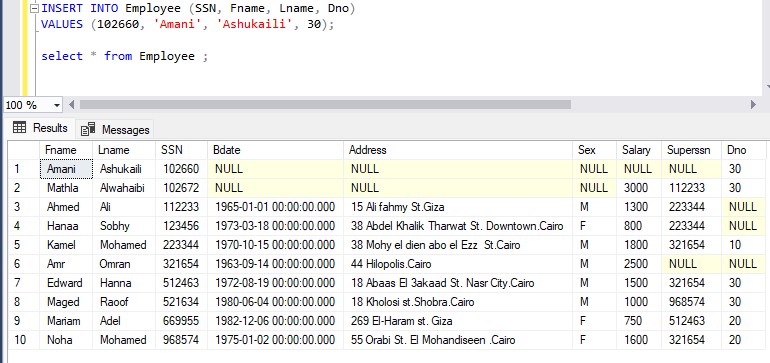 INSERT INTO Employee (SSN, Fname, Lname, Dno)
VALUES (102660, 'Amani', 'Ashukaili', 30);
select * from Employee ;
100 %
Results Messages
Fname Lname SSN Bdate Address Sex Salary Superssn Dno
1 Amani Ashukaili 102660 NULL NULL NULL NULL NULL 30
2 Mathla Alwahaibi 102672 NULL NULL NULL 3000 112233 30
3 Ahmed Ali 112233 1965-01-01 00:00:00.000 15 Ali fahmy St.Giza M 1300 223344 NULL
4 Hanaa Sobhy 123456 1973-03-18 00:00:00.000 38 Abdel Khalik Tharwat St. Downtown.Cairo F 800 223344 NULL
5 Kamel Mohamed 223344 1970-10-15 00:00:00.000 38 Mohy el dien abo el Ezz St.Cairo M 1800 321654 10
6 Amr Omran 321654 1963-09-14 00:00:00.000 44 Hilopolis.Cairo M 2500 NULL NULL
7 Edward Hanna 512463 1972-08-19 00:00:00.000 18 Abaas El 3akaad St. Nasr City.Cairo M 1500 321654 30
8 Maged Raoof 521634 1980-06-04 00:00:00.000 18 Kholosi st.Shobra.Cairo M 1000 968574 30
9 Mariam Adel 669955 1982-12-06 00:00:00.000 269 El-Haram st. Giza F 750 512463 20
10 Noha Mohamed 968574 1975-01-02 00:00:00.000 55 Orabi St. El Mohandiseen .Cairo F 1600 321654 20